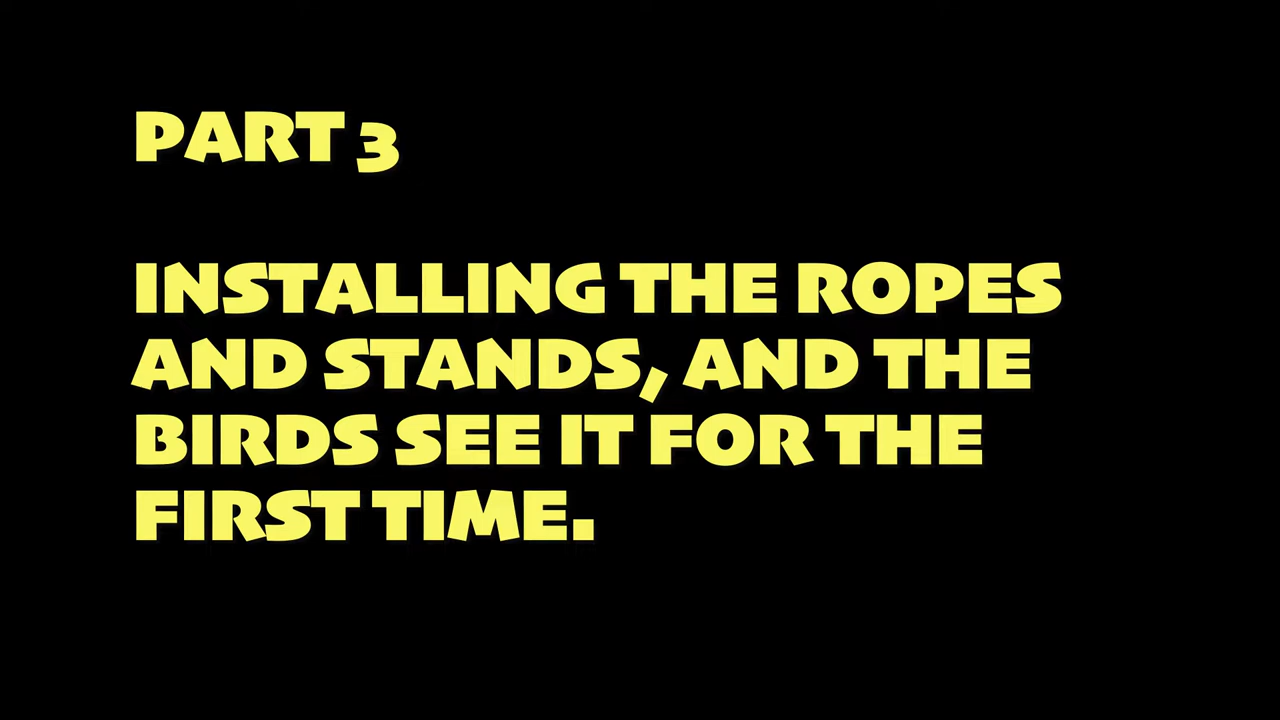 PART 3
INSTALLING THE ROPES
AND STANDS, AND THE
BIRDS SEE IT FOR THE
FIRST TIME.